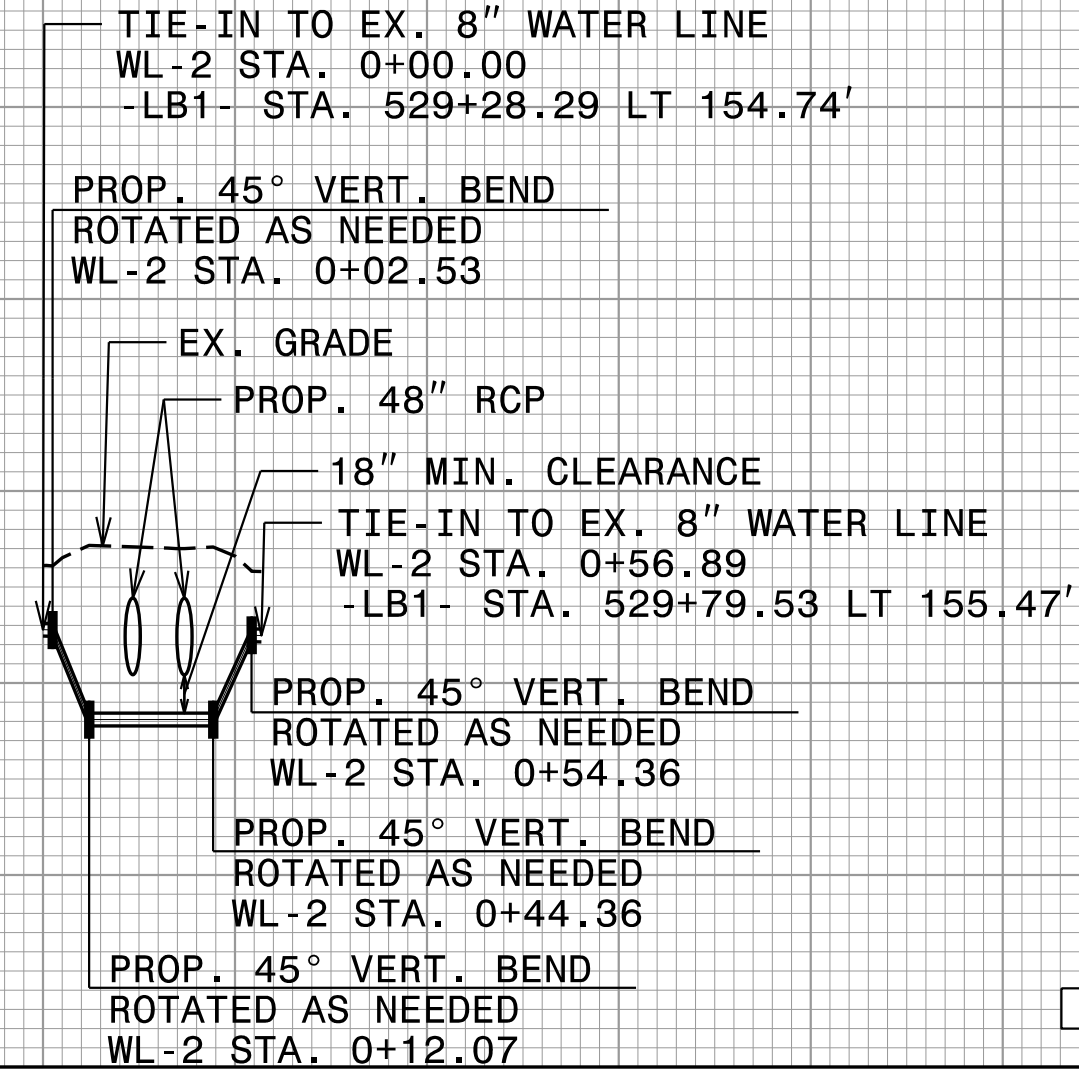 TIE-IN TO EX. 8" WATER LINE
WL-2 STA. 0+00.00
-LB1- STA. 529+28.29 LT 154.74'
PROP. 45° VERT. BEND
ROTATED AS NEEDED
WL-2 STA. 0+02.53
EX. GRADE
PROP. 48" RCP
18" MIN. CLEARANCE
TIE-IN TO EX. 8" WATER LINE
WL-2 STA. 0+56.89
-LB1- STA. 529+79.53 LT 155.47'
PROP. 45° VERT. BEND
ROTATED AS NEEDED
WL-2 STA. 0+54.36
PROP. 45° VERT. BEND
ROTATED AS NEEDED
WL-2 STA. 0+44.36
PROP. 45° VERT. BEND
ROTATED AS NEEDED
WL-2 STA. 0+12.07